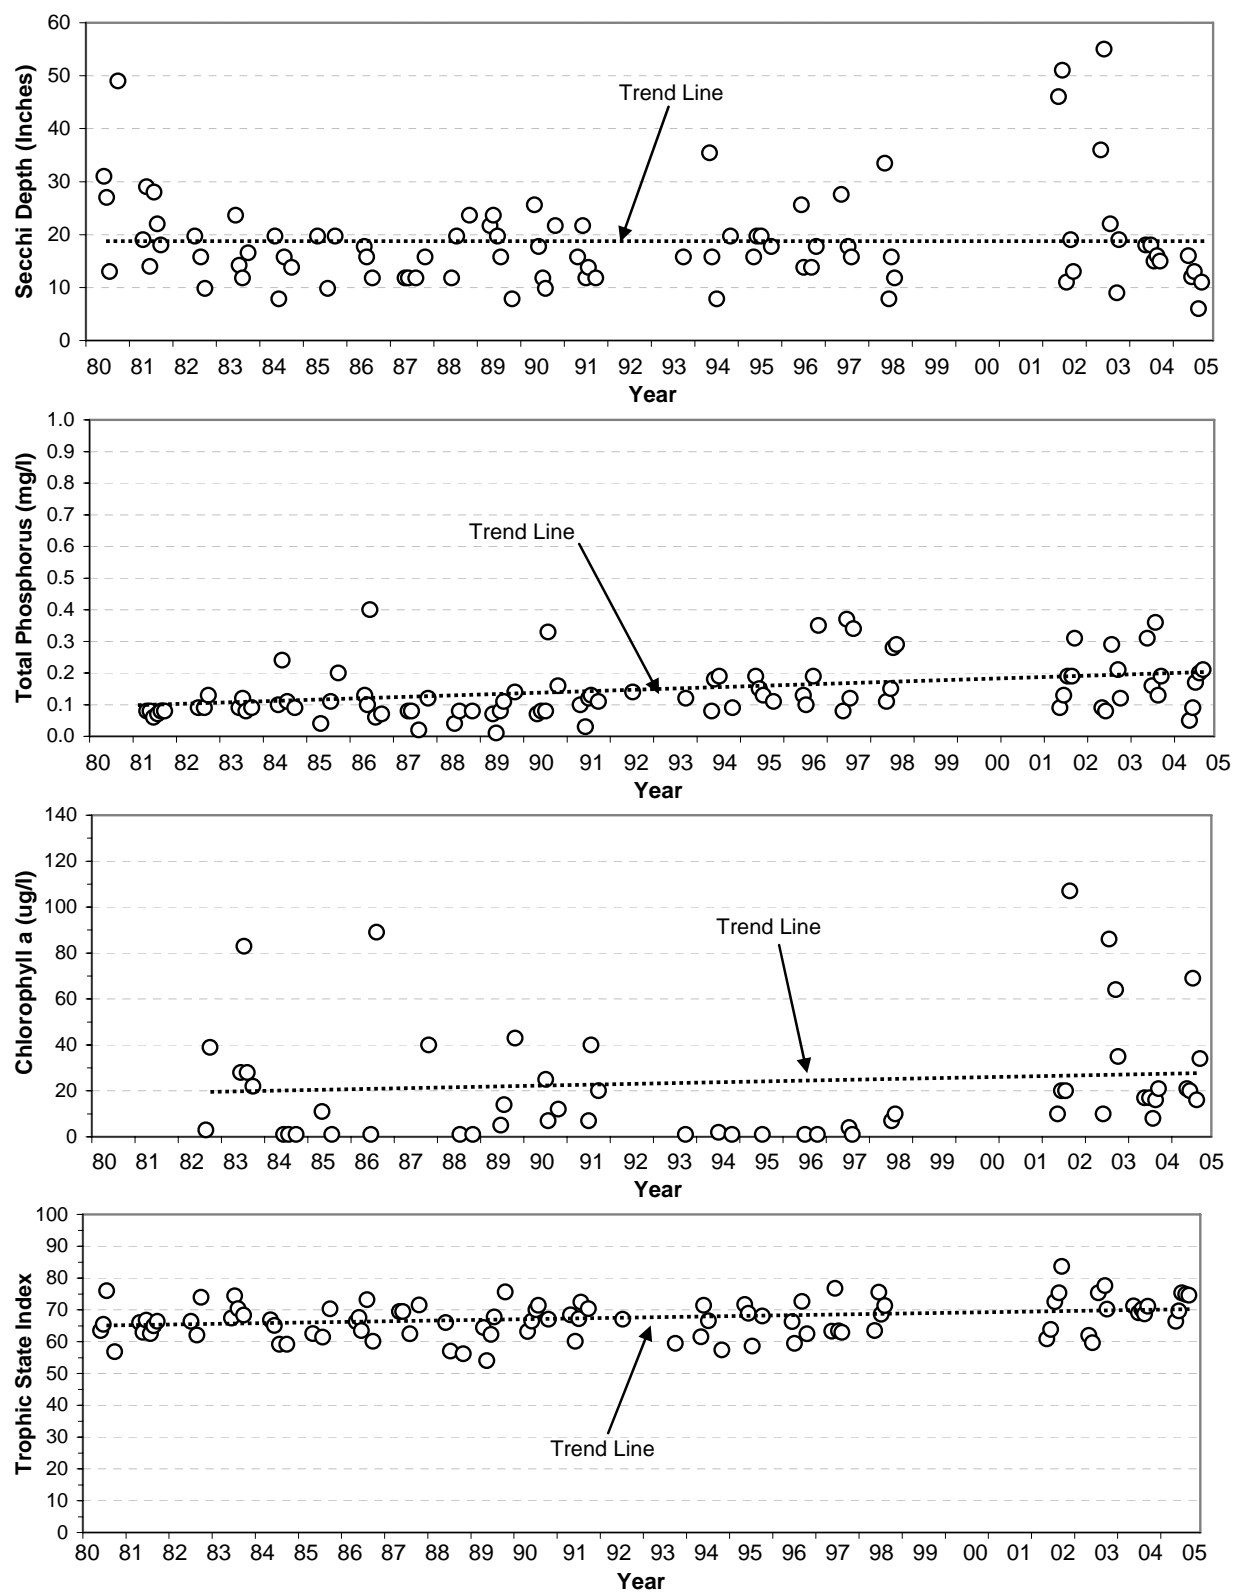 60
50
40
30
20
10
0
Secchi Depth (Inches)
Trend Line
80 81 82 83 84 85 86 87 88 89 90 91 92 93 94 95 96 97 98 99 00 01 02 03 04 05
Year
1.0
0.9
0.8
0.7
0.6
0.5
0.4
0.3
0.2
0.1
0.0
Total Phosphorus (mg/l)
Trend Line
80 81 82 83 84 85 86 87 88 89 90 91 92 93 94 95 96 97 98 99 00 01 02 03 04 05
Year
140
120
100
80
60
40
20
0
Chlorophyll a (ug/l)
Trend Line
80 81 82 83 84 85 86 87 88 89 90 91 92 93 94 95 96 97 98 99 00 01 02 03 04 05
Year
100
90
80
70
60
50
40
30
20
10
0
Trophic State Index
Trend Line
80 81 82 83 84 85 86 87 88 89 90 91 92 93 94 95 96 97 98 99 00 01 02 03 04 05
Year